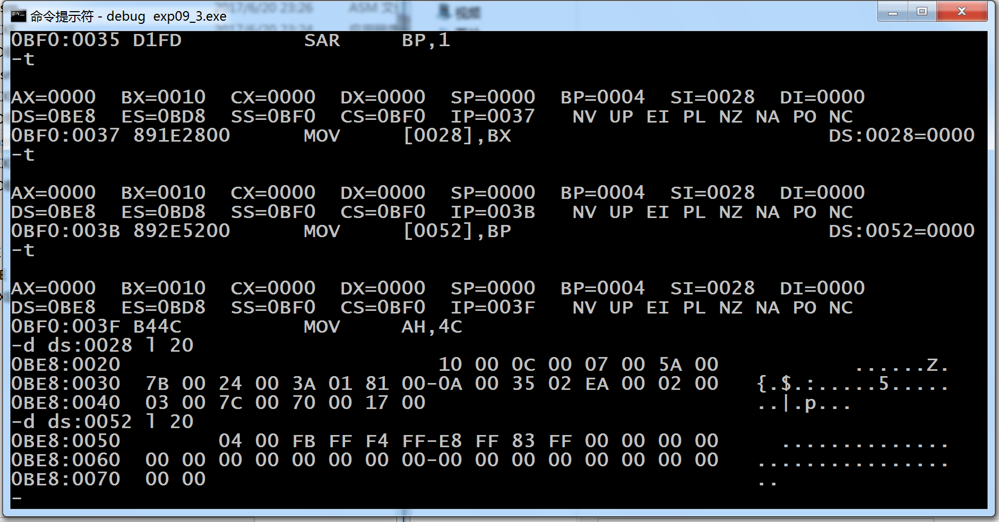 2017/6/20 23:26 ASM 文
视频
命令提示符 - debug  exp09_3.exe
0BF0:0035 D1FD          SAR     BP,1
-t
AX=0000  BX=0010  CX=0000  DX=0000  SP=0000  BP=0004  SI=0028  DI=0000
DS=0BE8  ES=0BD8  SS=0BF0  CS=0BF0  IP=0037   NV UP EI PL NZ NA PO NC
0BF0:0037 891E2800      MOV     [0028],BX                          DS:0028=0000
-t
AX=0000  BX=0010  CX=0000  DX=0000  SP=0000  BP=0004  SI=0028  DI=0000
DS=0BE8  ES=0BD8  SS=0BF0  CS=0BF0  IP=003B   NV UP EI PL NZ NA PO NC
0BF0:003B 892E5200      MOV     [0052],BP                          DS:0052=0000
-t
AX=0000  BX=0010  CX=0000  DX=0000  SP=0000  BP=0004  SI=0028  DI=0000
DS=0BE8  ES=0BD8  SS=0BF0  CS=0BF0  IP=003F   NV UP EI PL NZ NA PO NC
0BF0:003F B44C          MOV     AH,4C
-d ds:0028 l 20
0BE8:0020                          10 00 0C 00 07 00 5A 00           ......Z.
0BE8:0030  7B 00 24 00 3A 01 81 00-0A 00 35 02 EA 00 02 00   {.$.:.....5.....
0BE8:0040  03 00 7C 00 70 00 17 00                           ..|.p...
-d ds:0052 l 20
0BE8:0050        04 00 FB FF F4 FF-E8 FF 83 FF 00 00 00 00     ..............
0BE8:0060  00 00 00 00 00 00 00 00-00 00 00 00 00 00 00 00   ................
0BE8:0070  00 00                                             ..
-